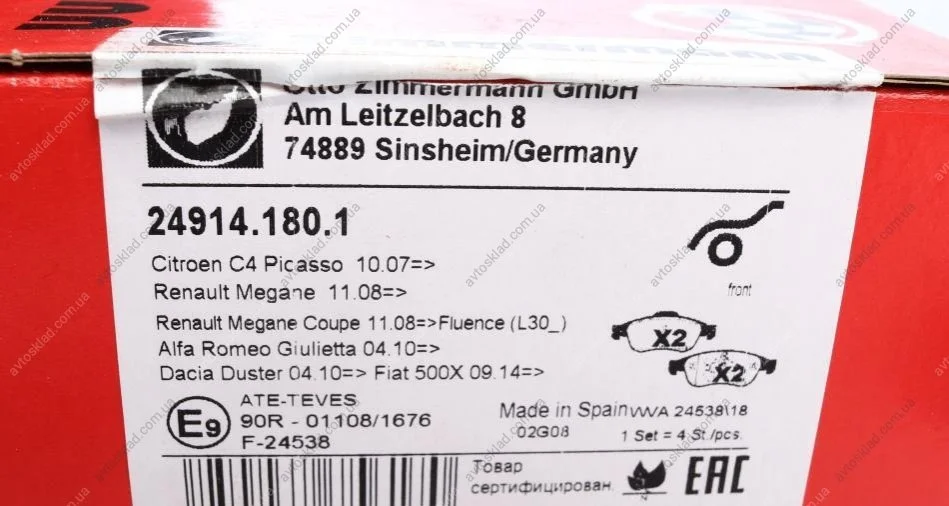 Otto Zimmermann GmbH
Am Leitzelbach 8
74889 Sinsheim/Germany
24914.180.1
Citroen C4 Picasso 10.07=>
Renault Megane 11.08=>
front
Renault Megane Coupe 11.08=>Fluence (L30_)
Alfa Romeo Giulietta 04.10=>
Dacia Duster 04.10=> Fiat 500X 09.14=>
X2
X2
E9
ATE-TEVES
90R - 01108/1676
F-24538
Made in Spain
02G08
WVA 24538\18
1 Set = 4 St./pcs.
Товар
сертифицирован.
EAC
avtosklad.com.ua